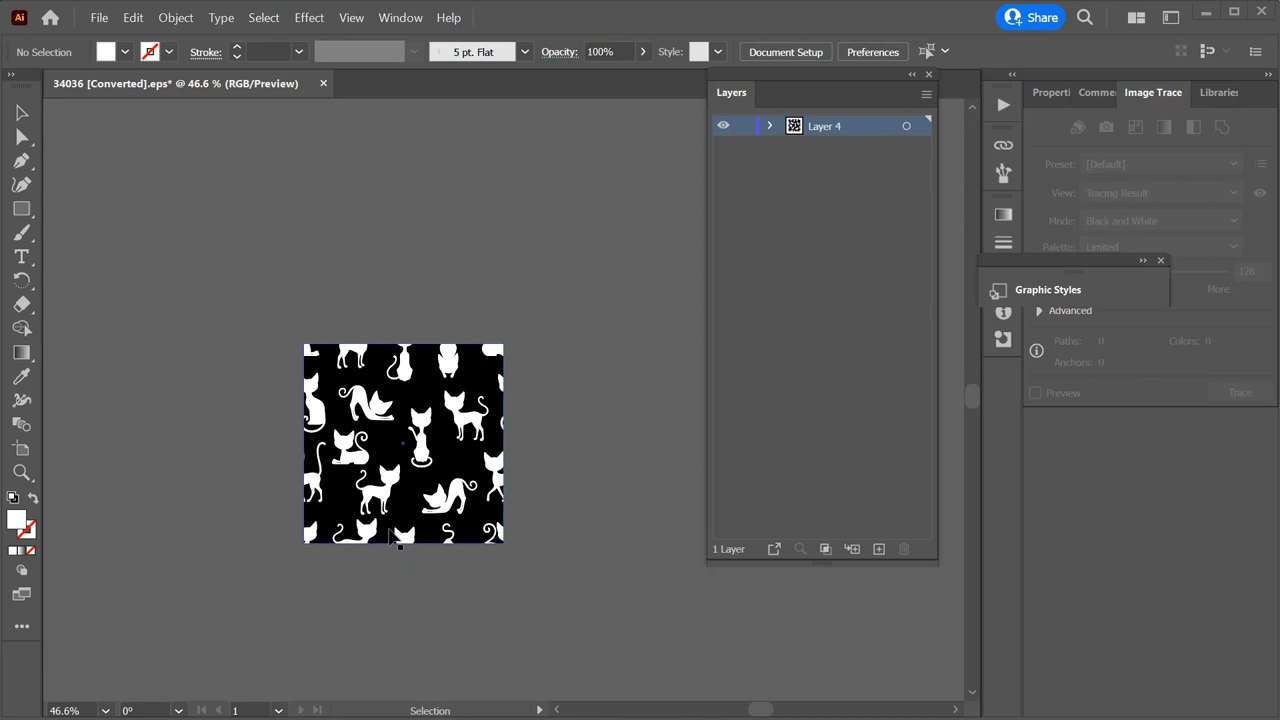 Ai File Edit Object Type Select Effect View Window Help Share
No Selection Stroke: 5 pt. Flat Opacity: 100% Style: Document Setup Preferences
34036 [Converted].eps* @ 46.6 % (RGB/Preview)
Layers
Layer 4
1 Layer
Properti Comme Image Trace Libraries
Preset: [Default]
View: Tracing Result
Mode: Black and White
Palette: Limited
128
More
Graphic Styles
Advanced
Paths: 0 Colors: 0
Anchors: 0
Preview Trace
46.6% 0° 1 Selection